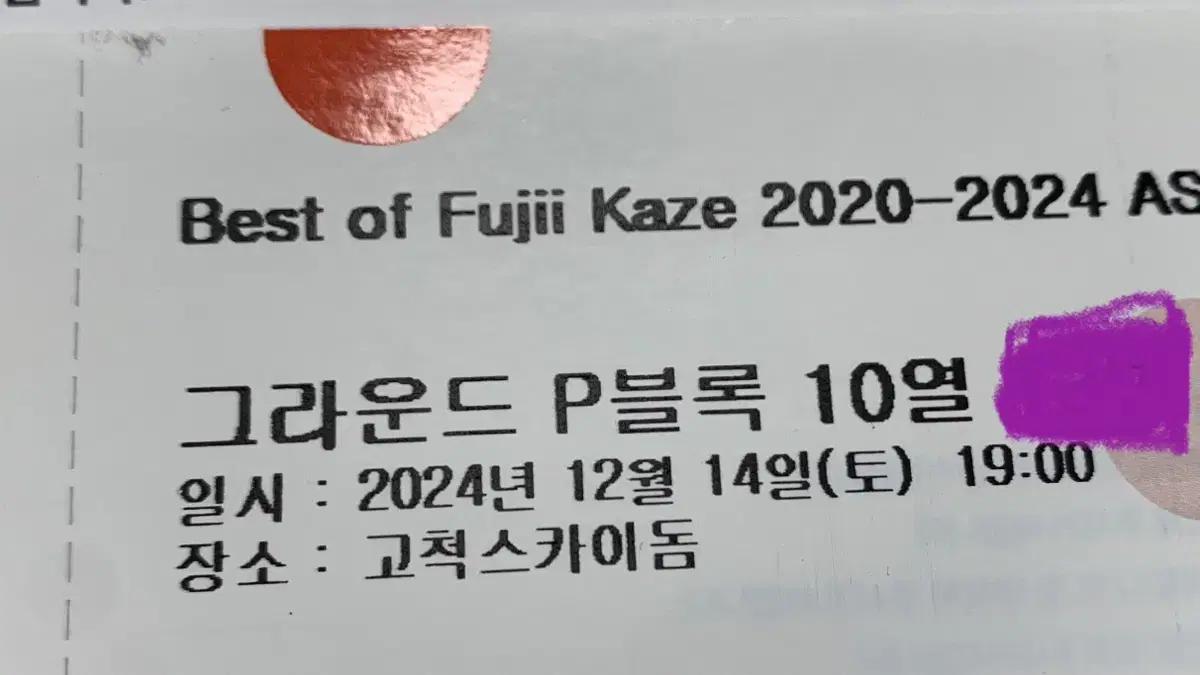 Best of Fujii Kaze 2020-2024 AS
그라운드 P블록 10열
일시 : 2024년 12월 14일(토) 19:00
장소 : 고척스카이돔